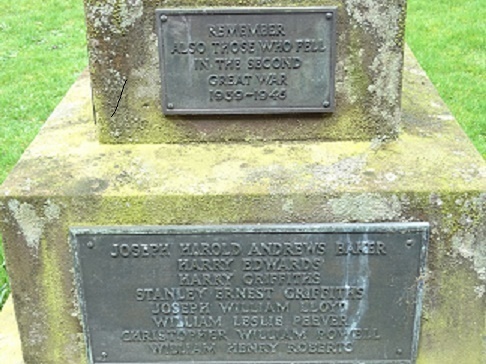 REMEMBER
ALSO THOSE WHO FELL
IN THE SECOND
GREAT WAR
1939-1945
JOSEPH HAROLD ANDREWS BAKER
HARRY EDWARDS
HARRY GRIFFITHS
STANLEY ERNEST GRIFFITHS
JOSEPH WILLIAM LLOYD
WILLIAM LESLIE PEEVER
CHRISTOPHER WILLIAM POWELL
WILLIAM HENRY ROBERTS